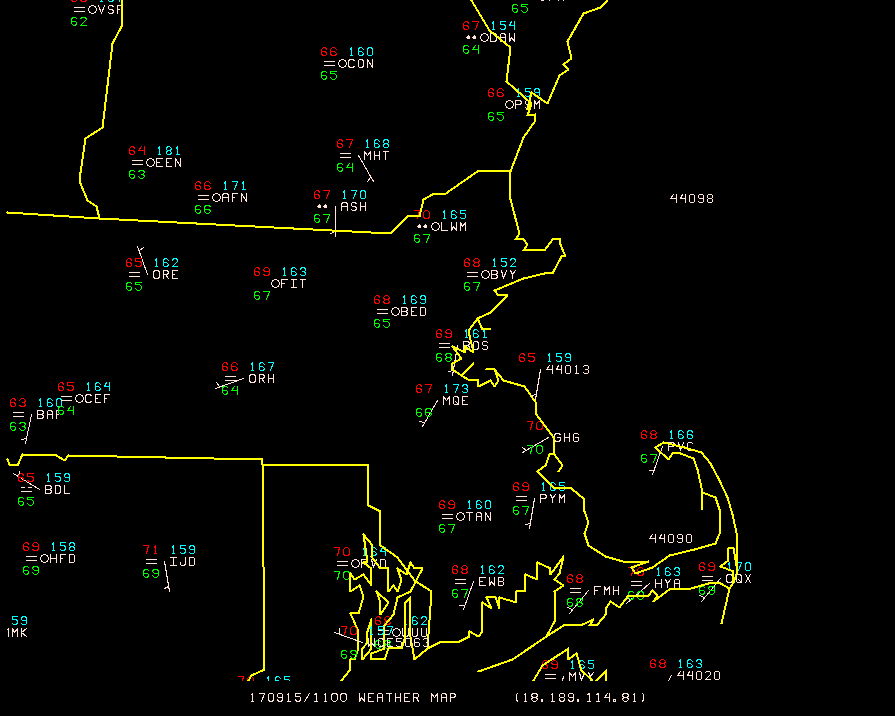 OVSF
62
65
67 154
ODAW
64
66 160
OCON
65
66 159
OPSM
65
64 181
OEEN
63
67 168
MHT
64
66 171
OAFN
66
67 170
ASH
67
44098
70 165
OLWM
67
65 162
ORE
65
69 163
OFIT
67
68 152
OBVY
67
68 169
OBED
65
69 161
BOS
68
65 159
44013
66 167
ORH
64
65 164
OCEF
64
63 160
BAF
63
67 173
MQE
66
70
GHG
70
68 166
PVC
67
65 159
BDL
65
69 165
PYM
67
69 160
OTAN
67
44090
69 158
OHFD
69
71 159
IJD
69
70 164
OPVD
70
68 162
EWB
67
68
FMH
68
163
HYA
68
69 170
OQX
68
59
1MK
162
OUUU
70 157
69
69 165
MVY
68 163
44020
165
170915/1100 WEATHER MAP (18.189.114.81)